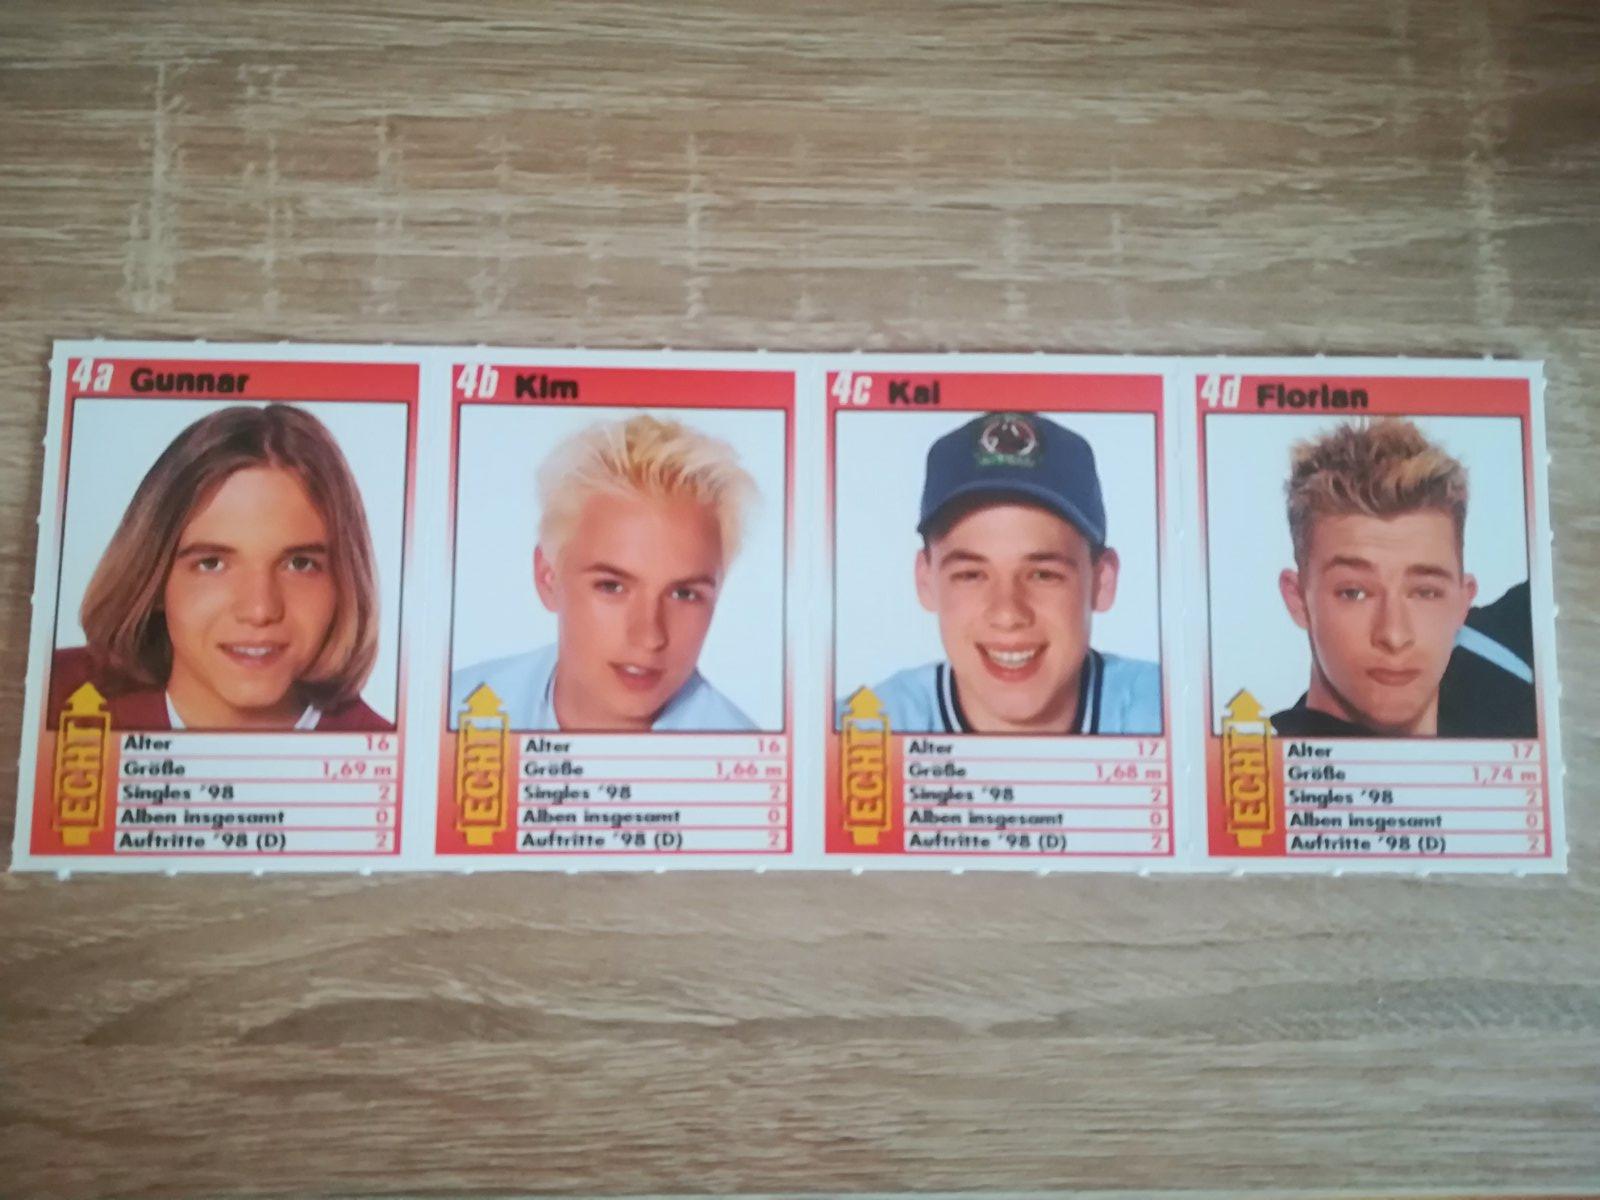 4a Gunnar
ECHT
Alter 16
Größe 1,69 m
Singles '98 2
Alben insgesamt 0
Auftritte '98 (D) 2
4b Kim
ECHT
Alter 16
Größe 1,66 m
Singles '98 2
Alben insgesamt 0
Auftritte '98 (D) 2
4c Kai
ECHT
Alter 17
Größe 1,68 m
Singles '98 2
Alben insgesamt 0
Auftritte '98 (D) 2
4d Florian
ECHT
Alter 17
Größe 1,74 m
Singles '98 2
Alben insgesamt 0
Auftritte '98 (D) 2